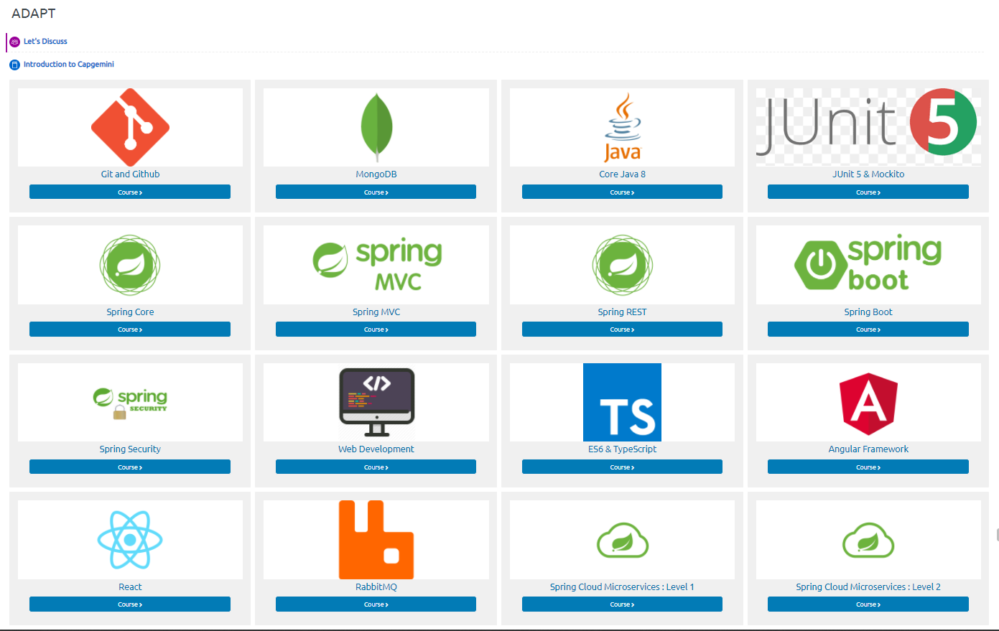 ADAPT
Let's Discuss
Introduction to Capgemini
Java
JUnit 5
Git and Github
MongoDB
Core Java 8
JUnit 5 & Mockito
Course
Course
Course
Course
spring
MVC
spring
boot
Spring Core
Spring MVC
Spring REST
Spring Boot
Course
Course
Course
Course
spring
SECURITY
</>
TS
A
Spring Security
Web Development
ES6 & TypeScript
Angular Framework
Course
Course
Course
Course
React
RabbitMQ
Spring Cloud Microservices : Level 1
Spring Cloud Microservices : Level 2
Course
Course
Course
Course